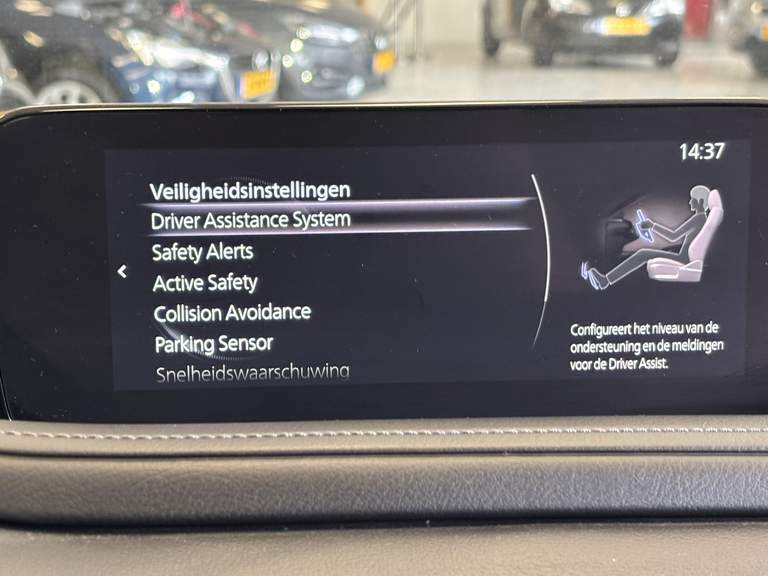 14:37
Veiligheidsinstellingen
Driver Assistance System
Safety Alerts
Active Safety
Collision Avoidance
Parking Sensor
Snelheidswaarschuwing
Configureert het niveau van de
ondersteuning en de meldingen
voor de Driver Assist.